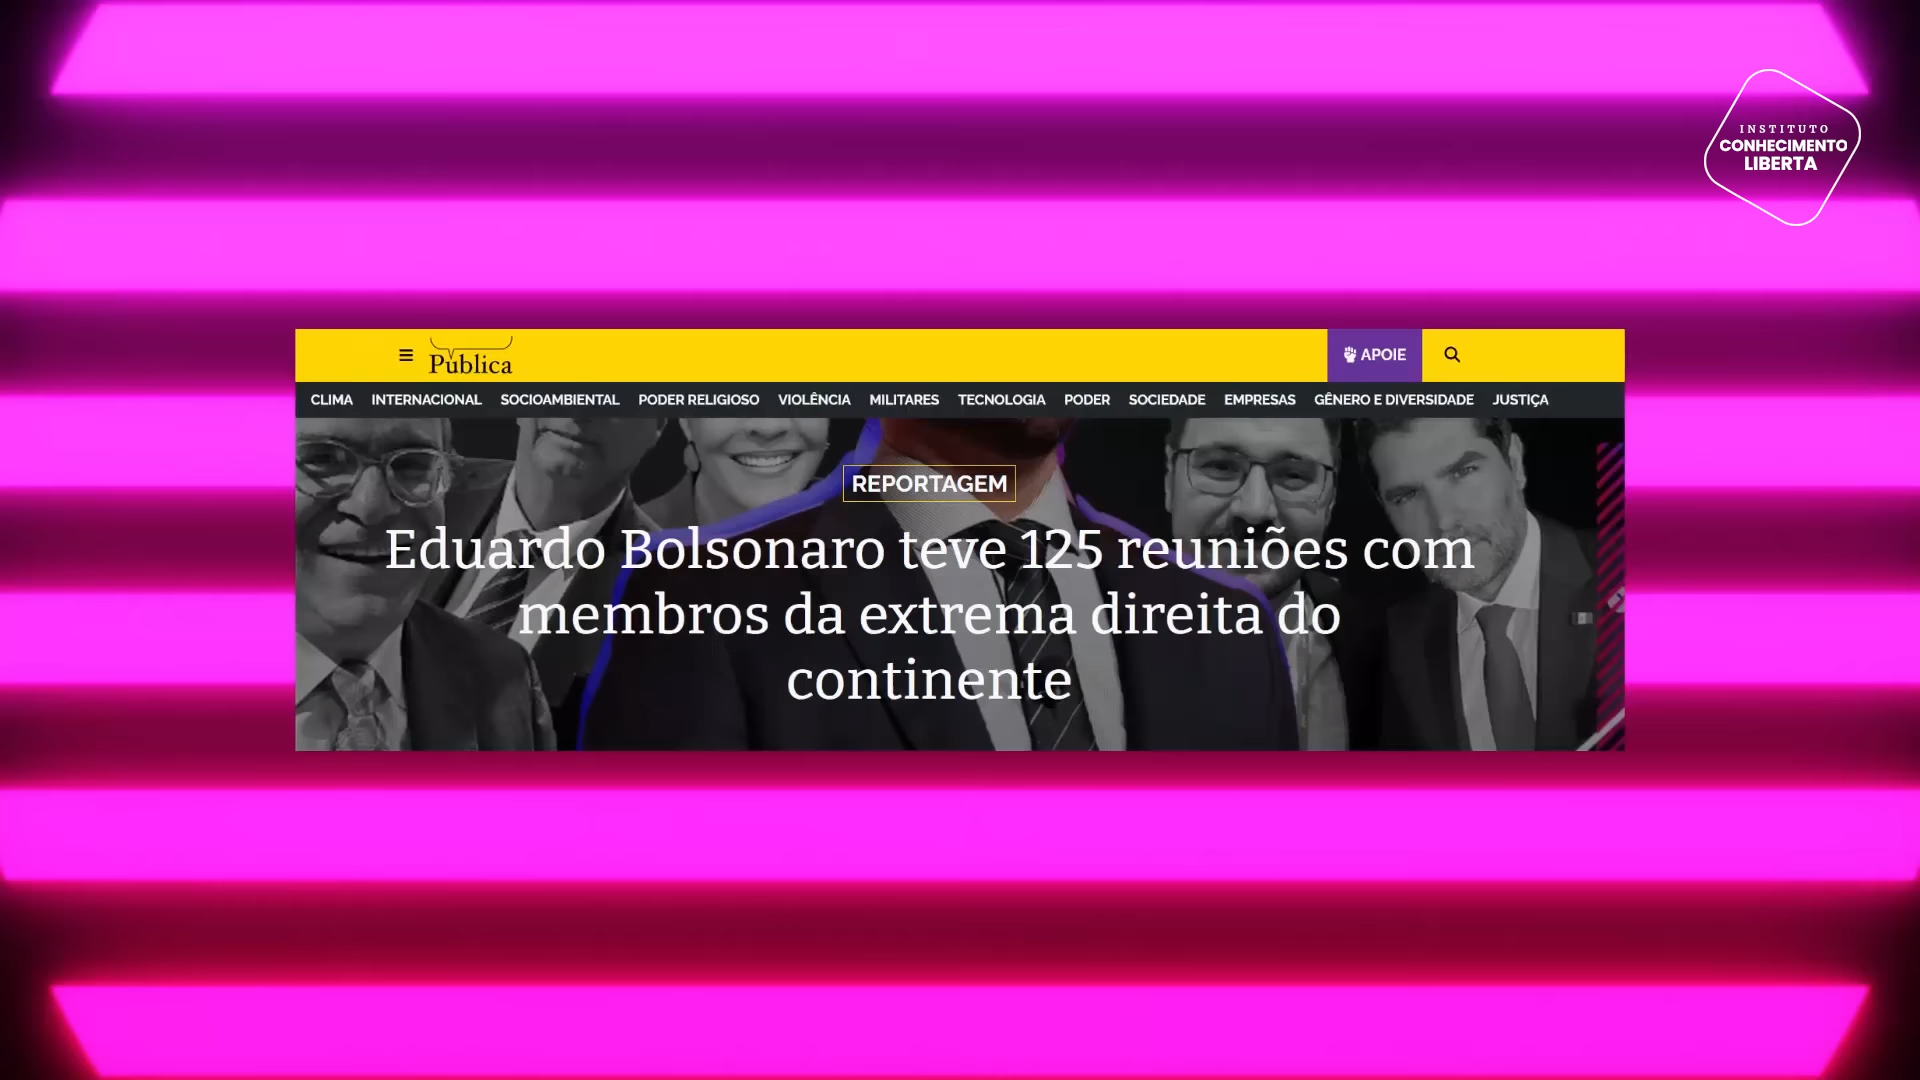 INSTITUTO
CONHECIMENTO
LIBERTA
Pública
APOIE
CLIMA INTERNACIONAL SOCIOAMBIENTAL PODER RELIGIOSO VIOLÊNCIA MILITARES TECNOLOGIA PODER SOCIEDADE EMPRESAS GÊNERO E DIVERSIDADE JUSTIÇA
REPORTAGEM
Eduardo Bolsonaro teve 125 reuniões com
membros da extrema direita do
continente